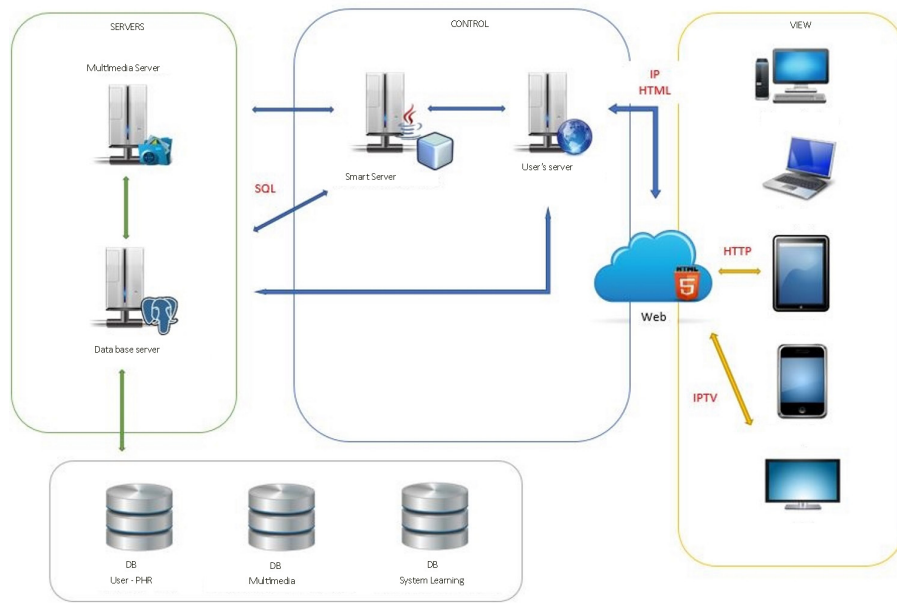 SERVERS
CONTROL
VIEW
Multimedia Server
IP
HTML
Smart Server
User's server
SQL
HTTP
HTML
5
Web
Data base server
IPTV
DB
User - PHR
DB
Multimedia
DB
System Learning